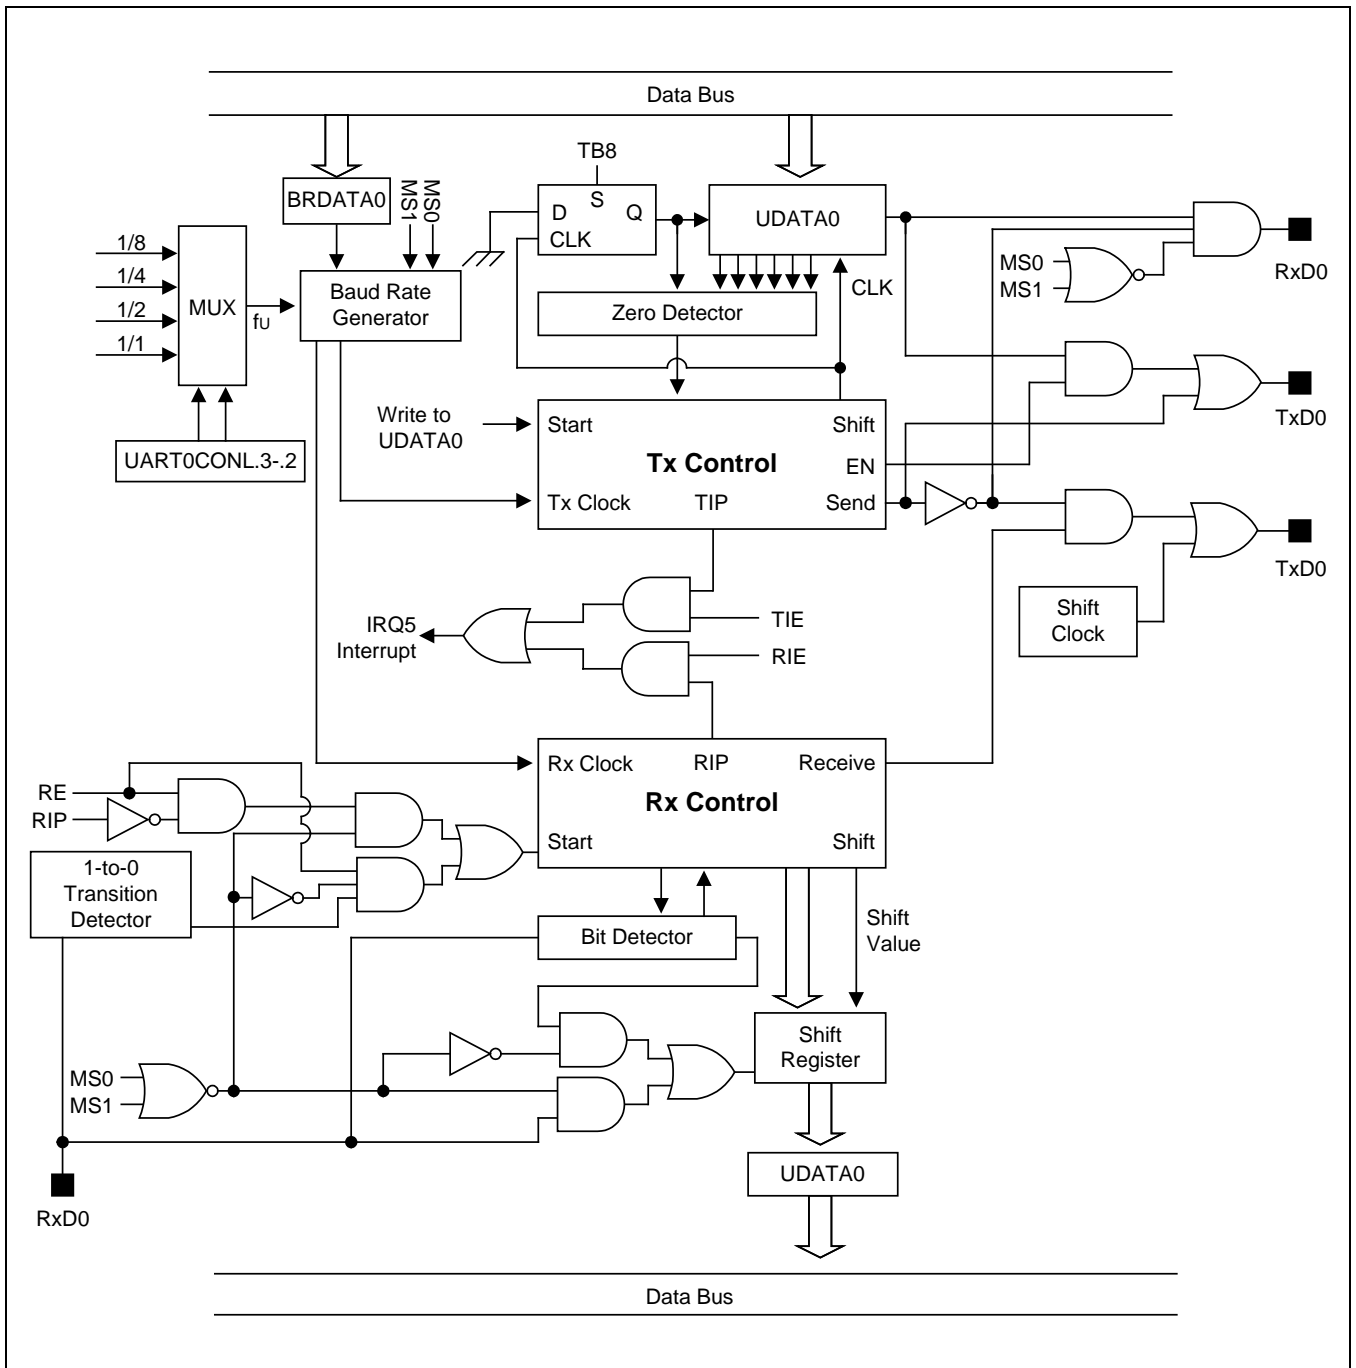 Data Bus
TB8
BRDATA0
MS1
MS0
D
S
Q
CLK
UDATA0
1/8
1/4
1/2
1/1
MUX
fU
Baud Rate
Generator
Zero Detector
CLK
MS0
MS1
RxD0
UART0CONL.3-.2
Write to
UDATA0
Start
Shift
Tx Control
EN
Tx Clock
TIP
Send
TxD0
TxD0
Shift
Clock
IRQ5
Interrupt
TIE
RIE
Rx Clock
RIP
Receive
Rx Control
Start
Shift
RE
RIP
1-to-0
Transition
Detector
Bit Detector
Shift
Value
Shift
Register
MS0
MS1
UDATA0
RxD0
Data Bus